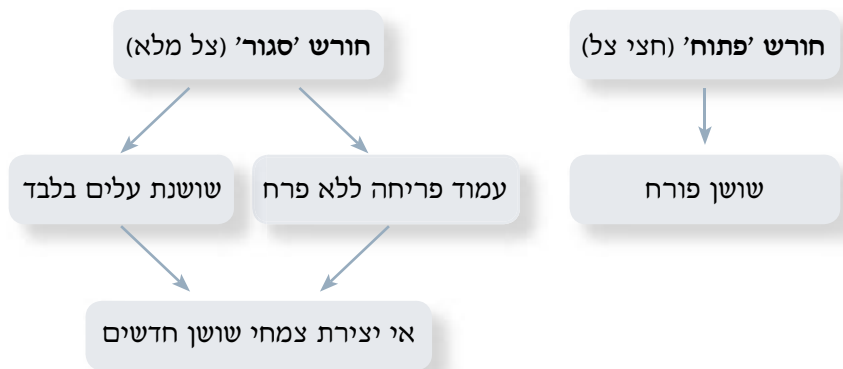 חורש 'פתוח' (חצי צל)
שושן פורח
חורש 'סגור' (צל מלא)
עמוד פריחה ללא פרח
שושנת עלים בלבד
אי יצירת צמחי שושן חדשים